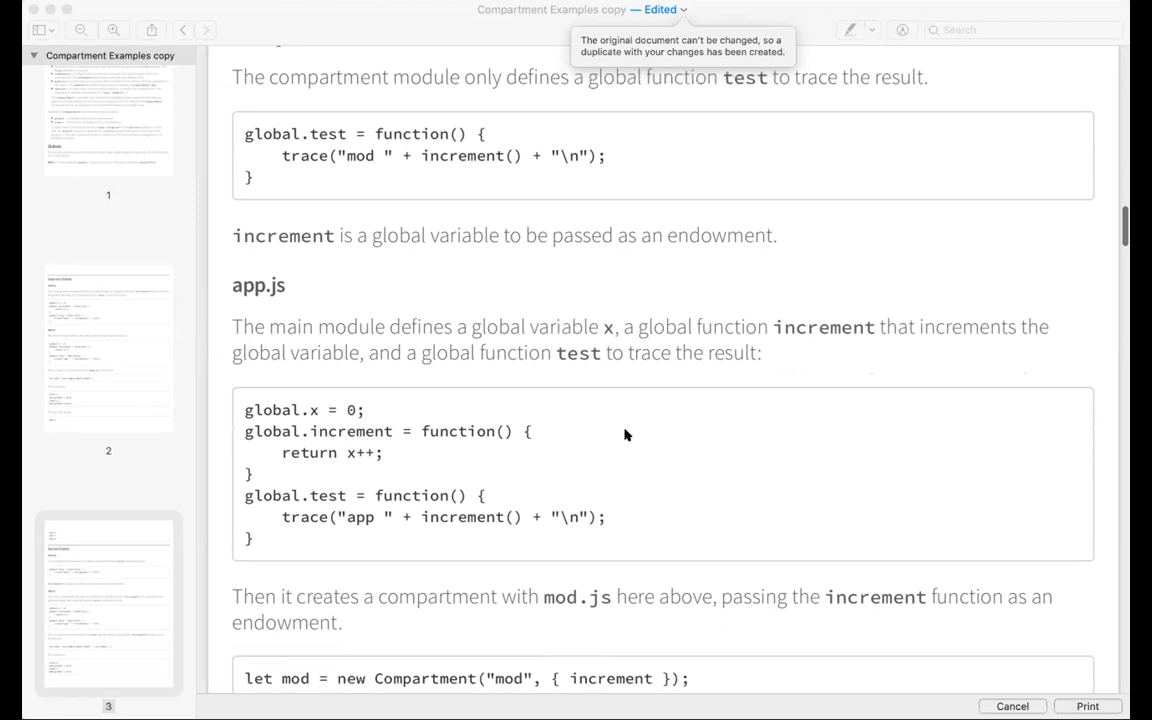 Compartment Examples copy — Edited
The original document can't be changed, so a
duplicate with your changes has been created.
Search
Compartment Examples copy
1
2
3
The compartment module only defines a global function test to trace the result.
global.test = function() {
trace("mod " + increment() + "\n");
}
increment is a global variable to be passed as an endowment.
app.js
The main module defines a global variable x, a global function increment that increments the
global variable, and a global function test to trace the result:
global.x = 0;
global.increment = function() {
return x++;
}
global.test = function() {
trace("app " + increment() + "\n");
}
Then it creates a compartment with mod.js here above, passing the increment function as an
endowment.
let mod = new Compartment("mod", { increment });
Cancel
Print